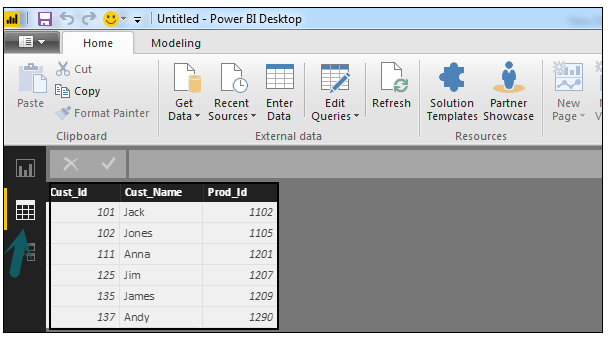 Untitled - Power BI Desktop
Home Modeling
Paste
Cut
Copy
Format Painter
Get Data
Recent Sources
Enter Data
Edit Queries
Refresh
Solution Templates
Partner Showcase
New Page
Clipboard External data Resources
Cust_Id Cust_Name Prod_Id
101 Jack 1102
102 Jones 1105
111 Anna 1201
125 Jim 1207
135 James 1209
137 Andy 1290